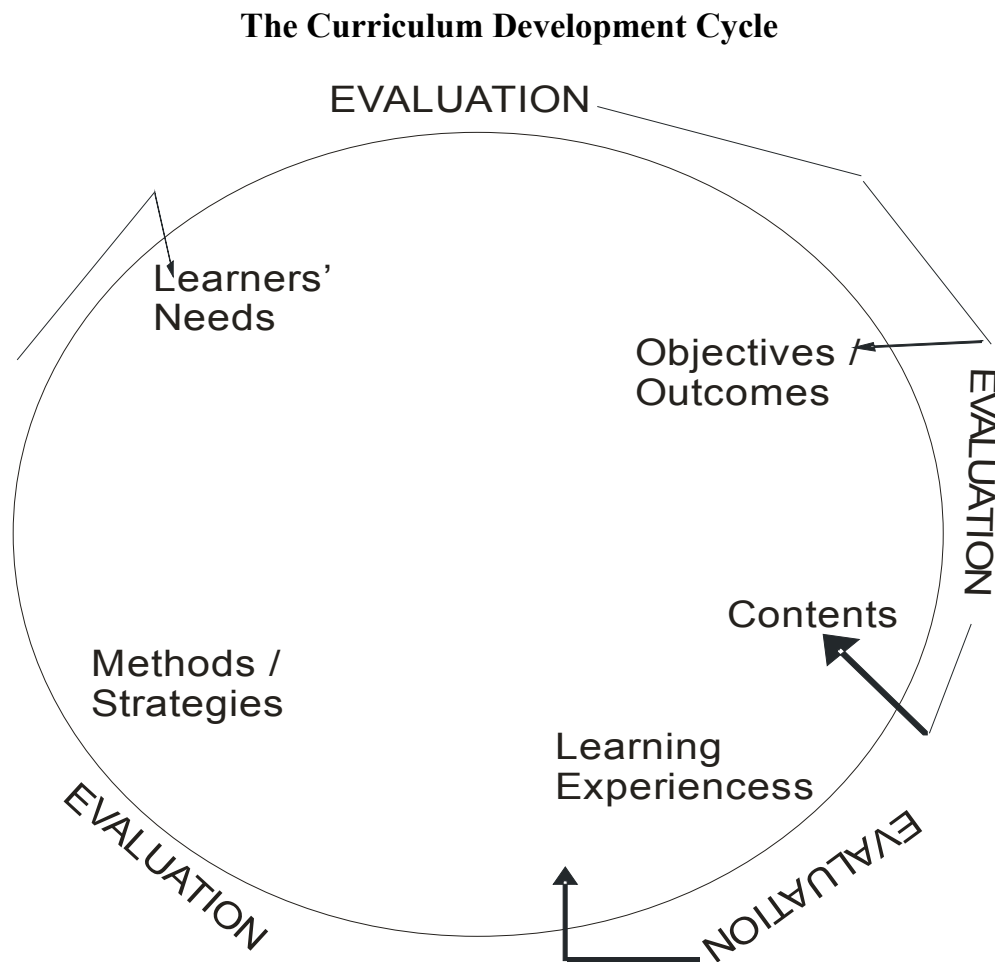 The Curriculum Development Cycle
EVALUATION
Learners’
Needs
Objectives /
Outcomes
EVALUATION
Contents
Methods /
Strategies
Learning
Experiencess
EVALUATION
EVALUATION